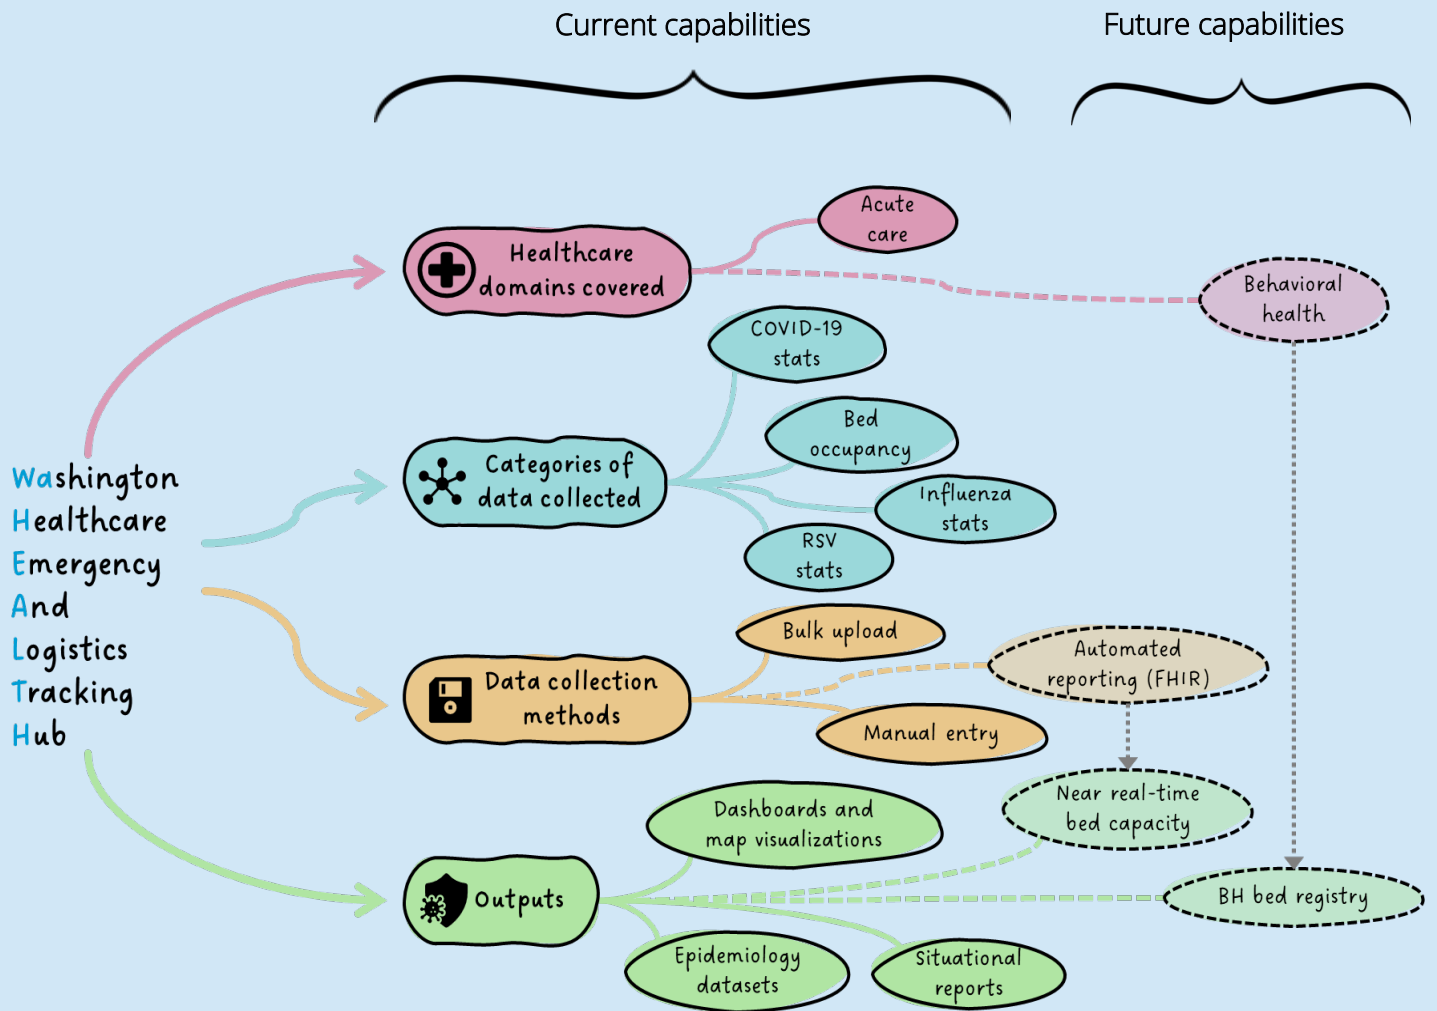 Current capabilities
Future capabilities
Acute
care
Healthcare
domains covered
Behavioral
health
COVID-19
stats
Bed
occupancy
Categories of
data collected
Influenza
stats
RSV
stats
Washington
Healthcare
Emergency
And
Logistics
Tracking
Hub
Bulk upload
Automated
reporting (FHIR)
Data collection
methods
Manual entry
Near real-time
bed capacity
Dashboards and
map visualizations
Outputs
BH bed registry
Epidemiology
datasets
Situational
reports